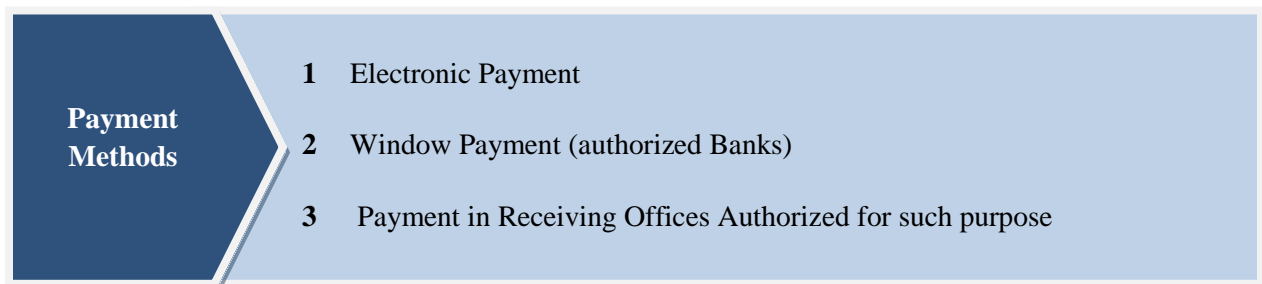 Payment
Methods
1 Electronic Payment
2 Window Payment (authorized Banks)
3 Payment in Receiving Offices Authorized for such purpose